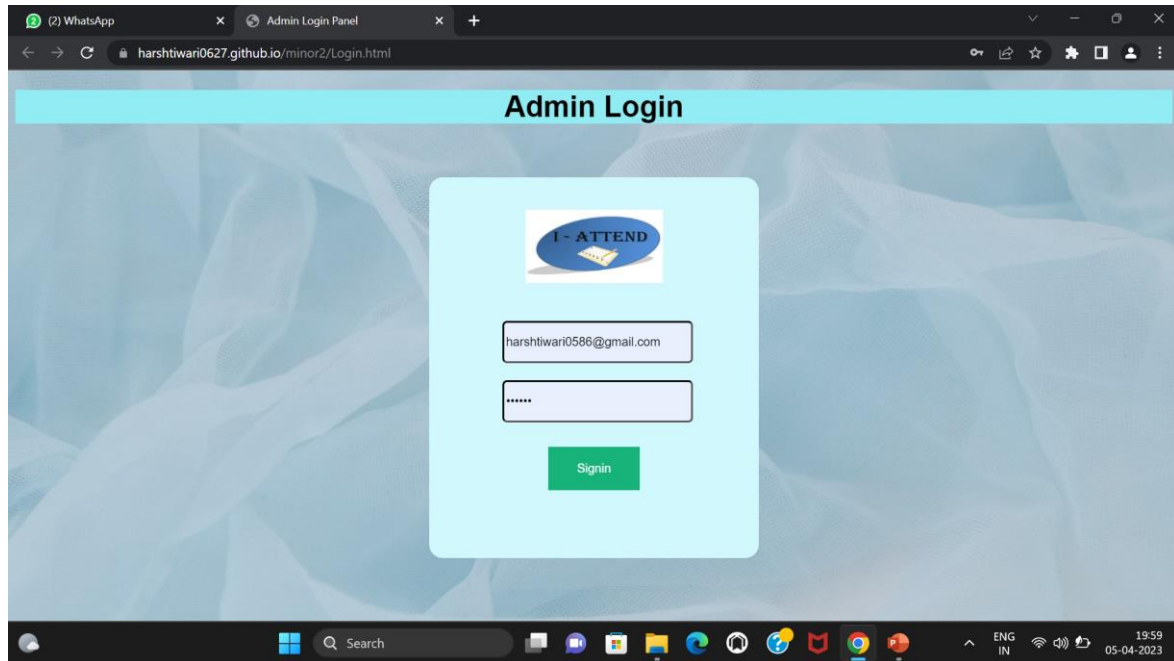 (2) WhatsApp
Admin Login Panel
harshtiwari0627.github.io/minor2/Login.html
Admin Login
I - ATTEND
harshtiwari0586@gmail.com
••••••
Signin
Search
ENG
IN
19:59
05-04-2023